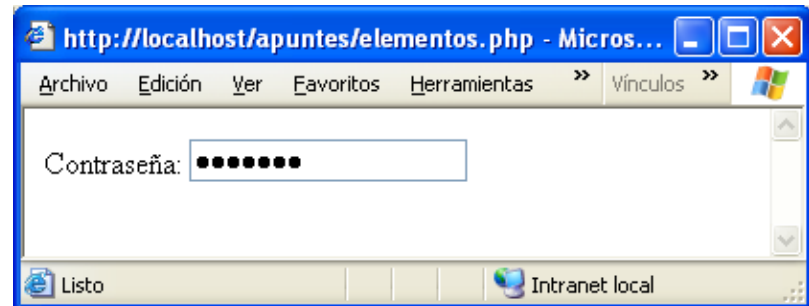 http://localhost/apuntes/elementos.php - Micros...
Archivo Edición Ver Favoritos Herramientas » Vínculos »
Contraseña: •••••••
Listo Intranet local